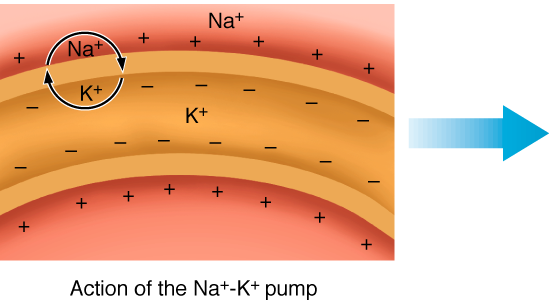 Na⁺
Na⁺
K⁺
K⁺
Action of the Na⁺-K⁺ pump